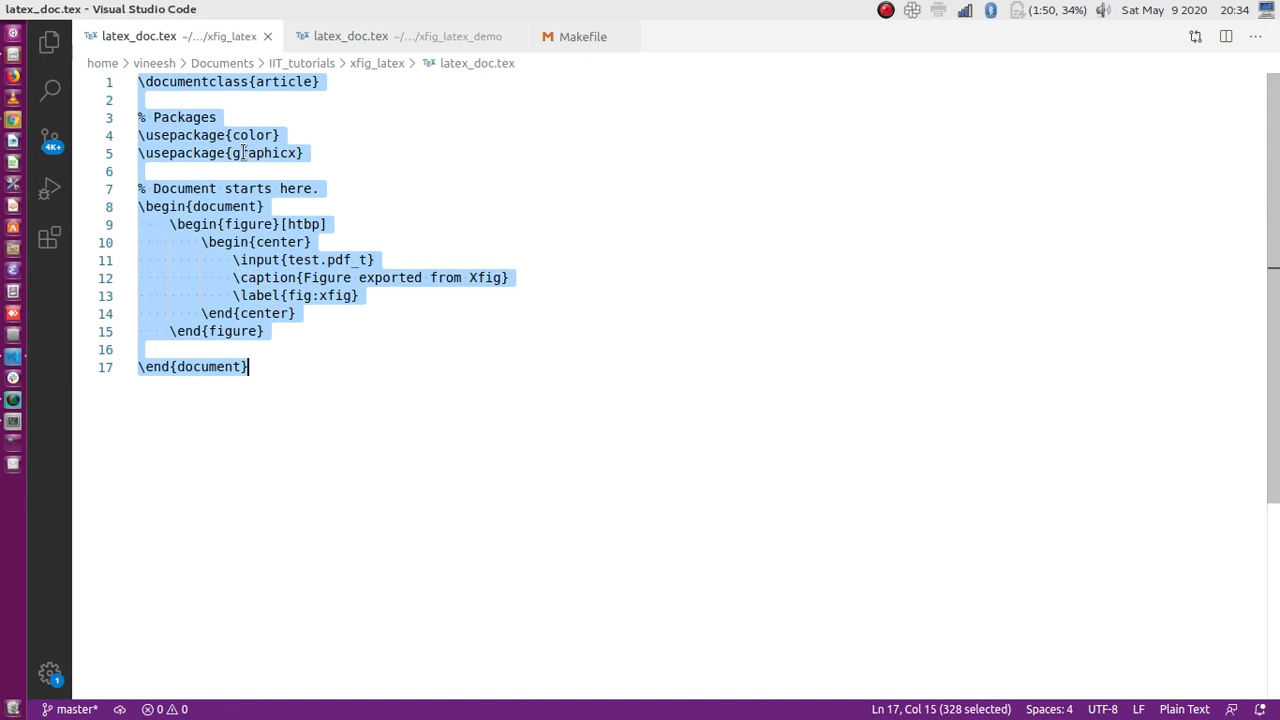 latex_doc.tex - Visual Studio Code
(1:50, 34%)
Sat May 9 2020
20:34
latex_doc.tex ~/.../xfig_latex
latex_doc.tex ~/.../xfig_latex_demo
Makefile
home > vineesh > Documents > IIT_tutorials > xfig_latex > latex_doc.tex
1 \documentclass{article}
2
3 % Packages
4 \usepackage{color}
5 \usepackage{graphicx}
6
7 % Document starts here.
8 \begin{document}
9 \begin{figure}[htbp]
10 \begin{center}
11 \input{test.pdf_t}
12 \caption{Figure exported from Xfig}
13 \label{fig:xfig}
14 \end{center}
15 \end{figure}
16
17 \end{document}
4K+
1
master*
0 0
Ln 17, Col 15 (328 selected)
Spaces: 4
UTF-8
LF
Plain Text